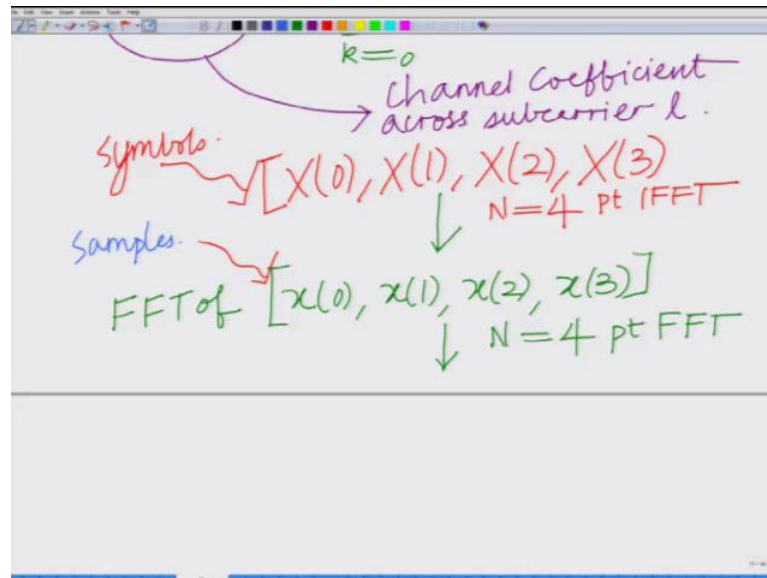 k=0
Channel Coefficient
across subcarrier l.
symbols.
[X(0), X(1), X(2), X(3)
N=4 pt IFFT
Samples.
FFT of [x(0), x(1), x(2), x(3)]
N=4 pt FFT